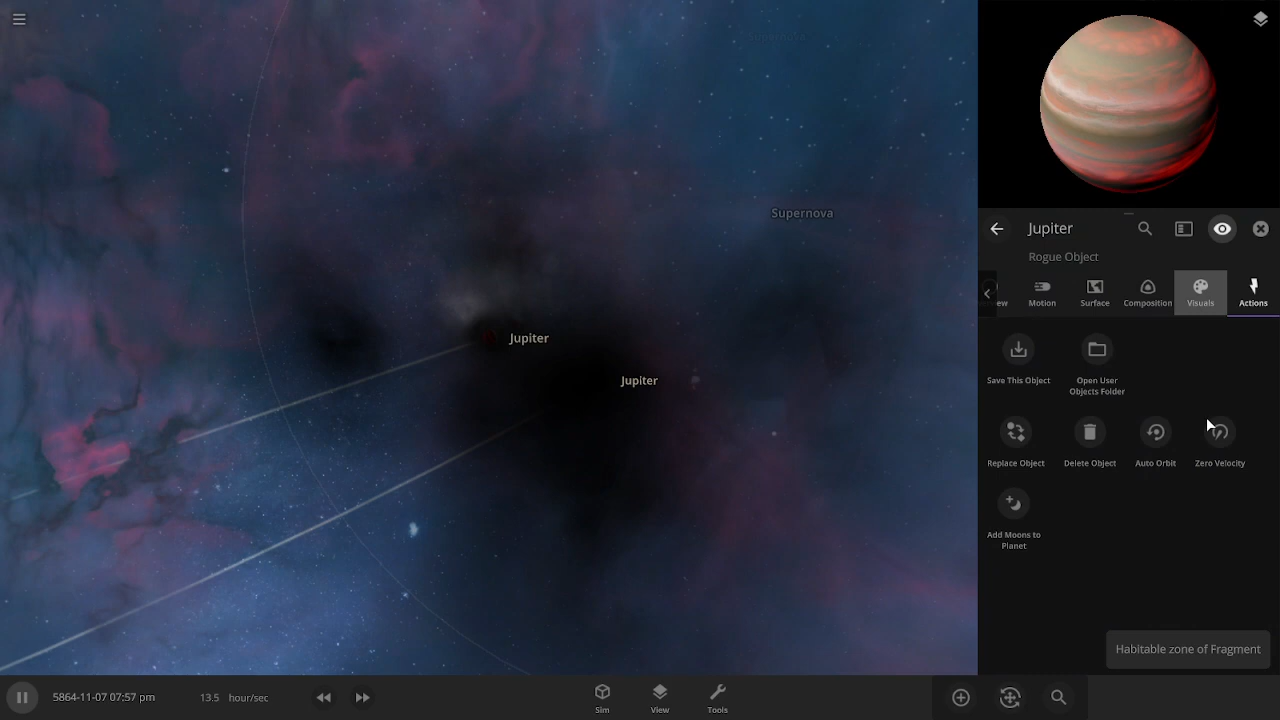 Supernova
Jupiter
Jupiter
Jupiter
Rogue Object
Motion
Surface
Composition
Visuals
Actions
Save This Object
Open User
Objects Folder
Replace Object
Delete Object
Auto Orbit
Zero Velocity
Add Moons to
Planet
Habitable zone of Fragment
5864-11-07 07:57 pm
13.5 hour/sec
Sim
View
Tools